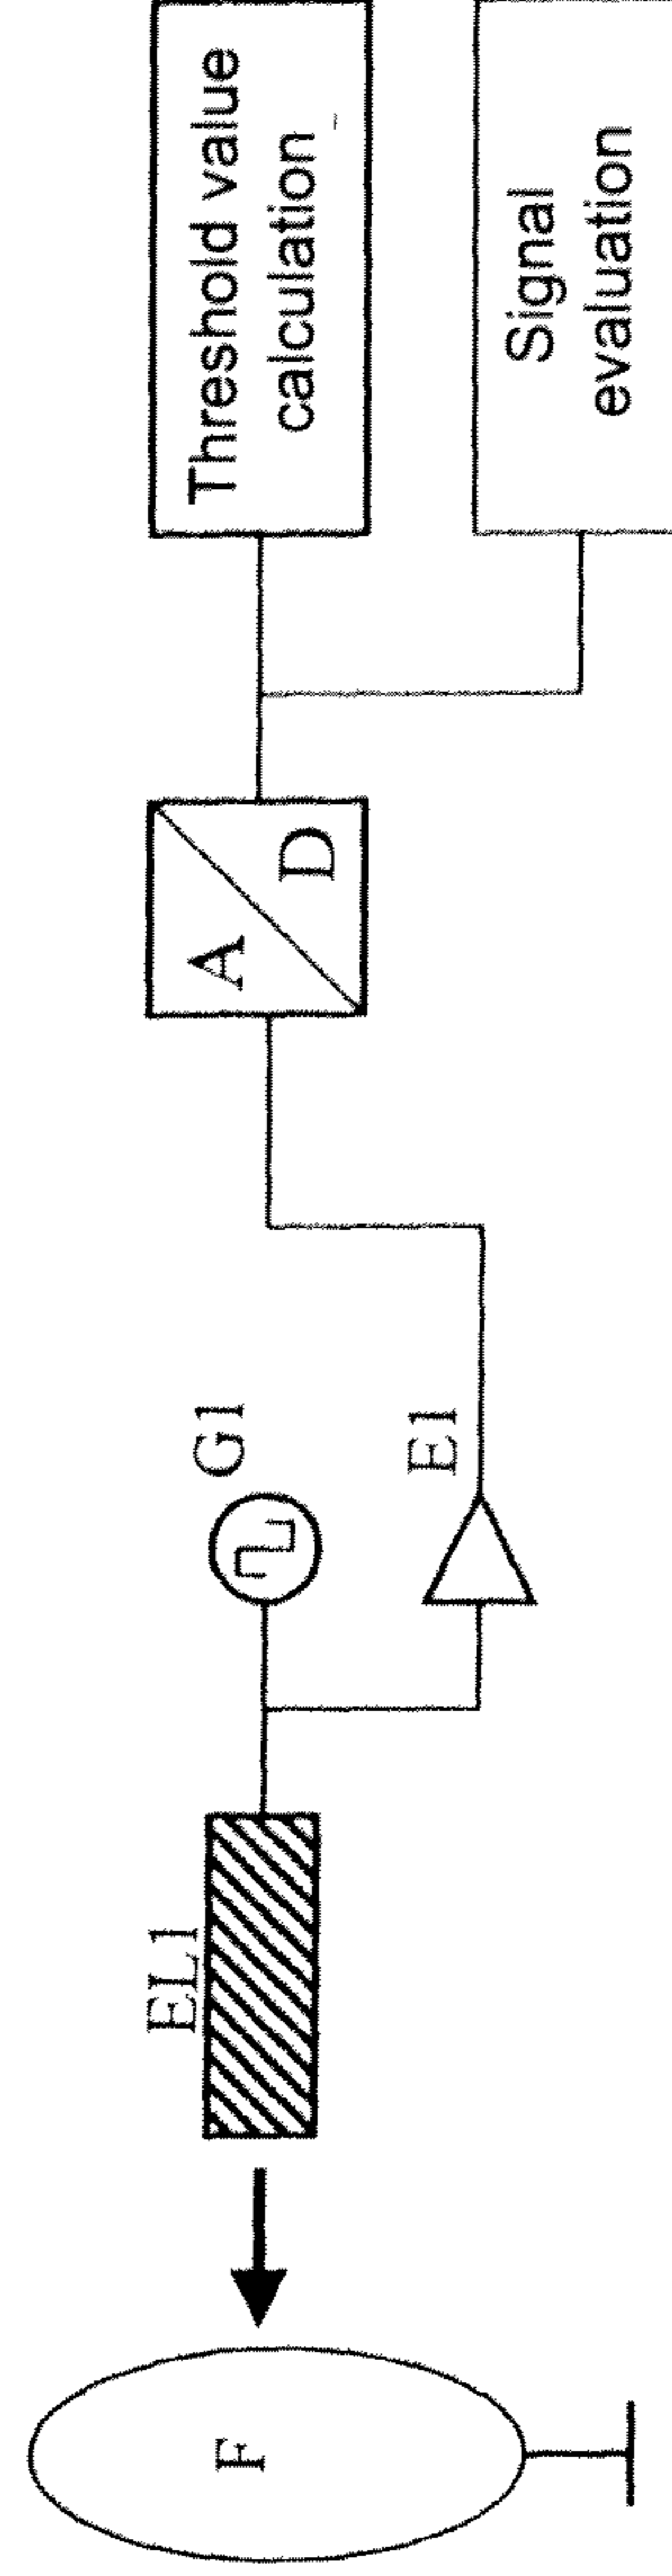 F
EL1
G1
E1
A
D
Threshold value
calculation
Signal
evaluation